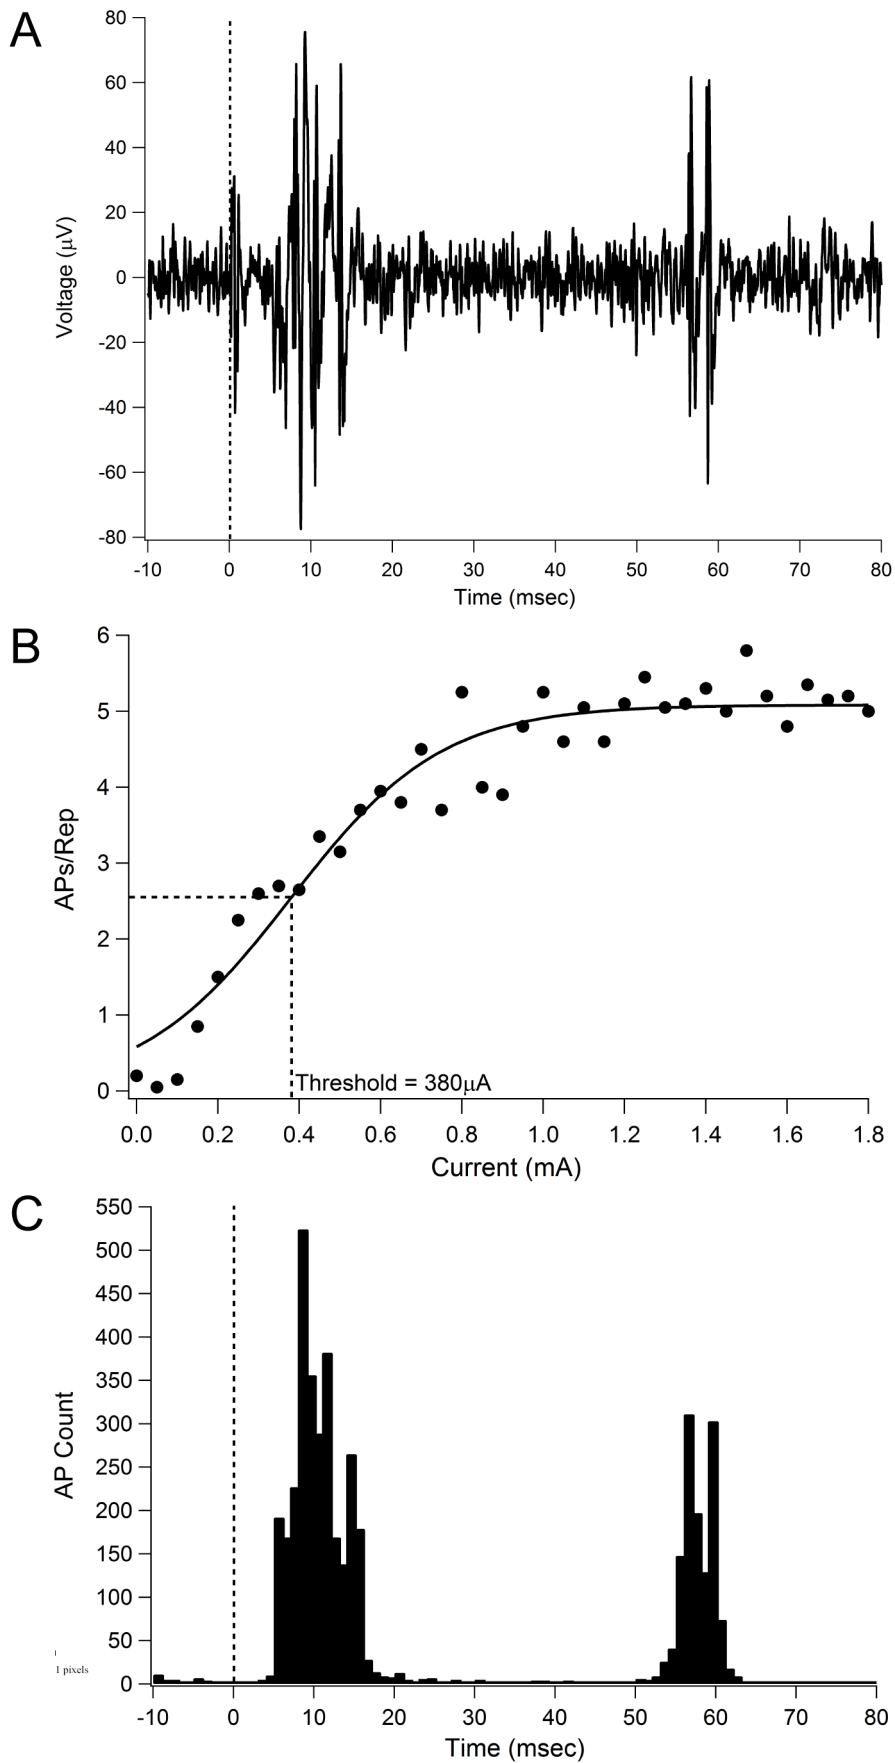 A
80
60
40
20
0
-20
-40
-60
-80
Voltage (μV)
-10 0 10 20 30 40 50 60 70 80
Time (msec)
B
6
5
4
3
2
1
0
APs/Rep
Threshold = 380μA
0.0 0.2 0.4 0.6 0.8 1.0 1.2 1.4 1.6 1.8
Current (mA)
C
550
500
450
400
350
300
250
200
150
100
50
0
AP Count
1 pixels
-10 0 10 20 30 40 50 60 70 80
Time (msec)